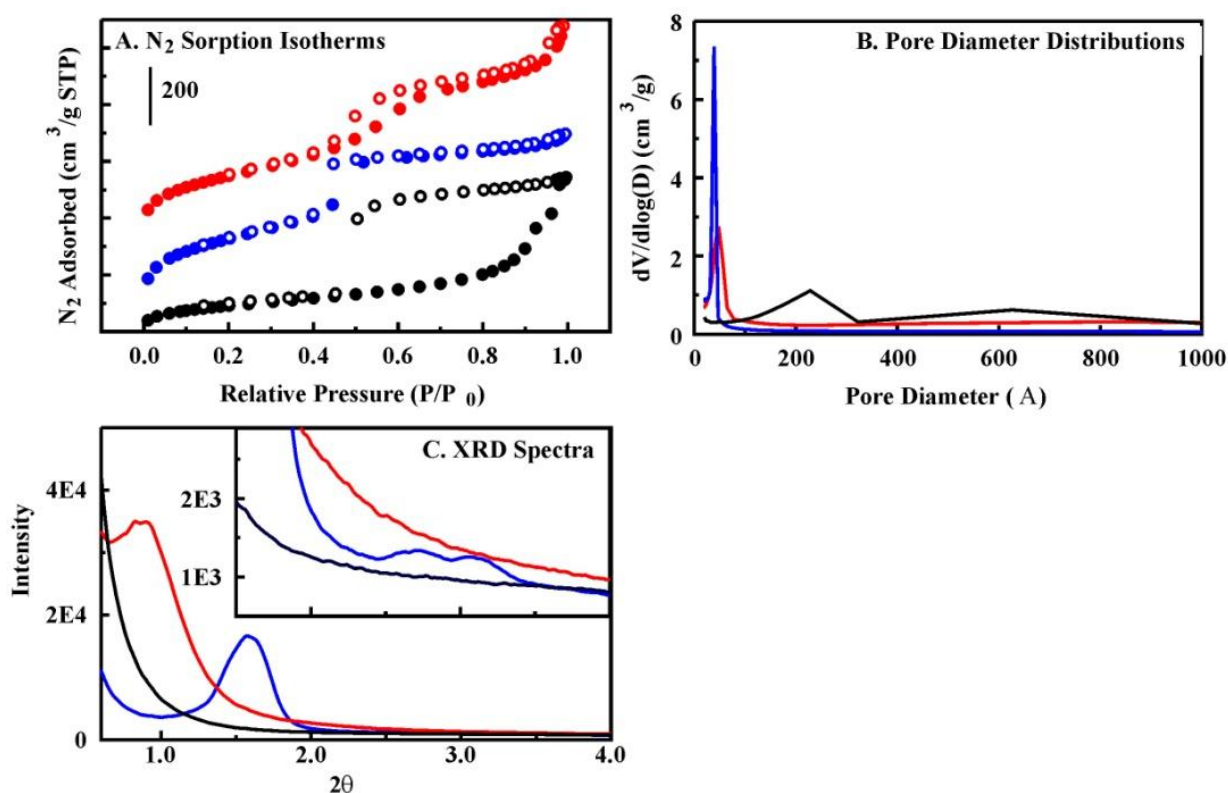 A. N2 Sorption Isotherms
200
N2 Adsorbed (cm3/g STP)
0.0 0.2 0.4 0.6 0.8 1.0
Relative Pressure (P/P0)
B. Pore Diameter Distributions
dV/dlog(D) (cm3/g)
8
6
4
2
0
0 200 400 600 800 1000
Pore Diameter (A)
C. XRD Spectra
Intensity
4E4
2E4
0
2E3
1E3
1.0 2.0 3.0 4.0
2θ